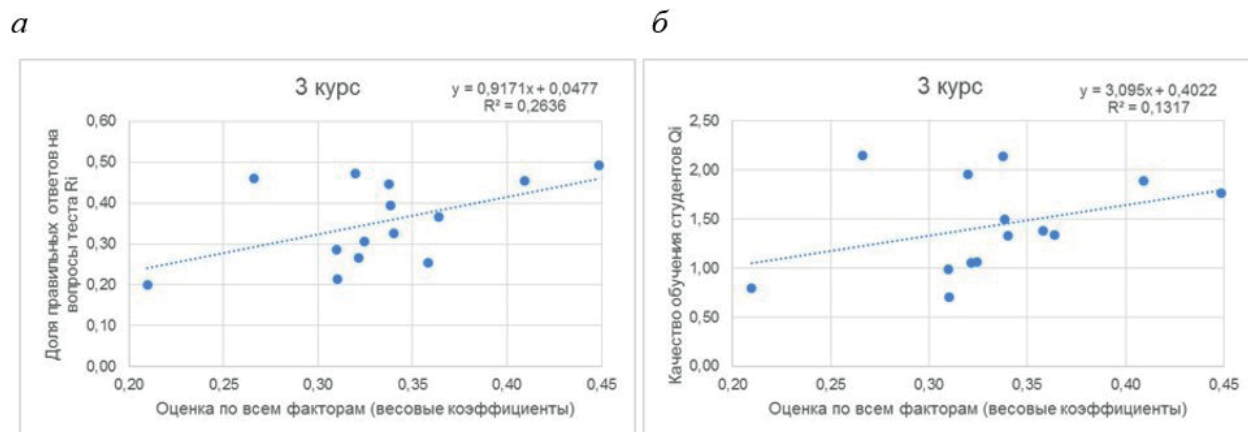 а
б
3 курс
y = 0,9171x + 0,0477
R² = 0,2636
Доля правильных ответов на
вопросы теста Ri
0,60
0,50
0,40
0,30
0,20
0,10
0,00
0,20
0,25
0,30
0,35
0,40
0,45
Оценка по всем факторам (весовые коэффициенты)
3 курс
y = 3,095x + 0,4022
R² = 0,1317
Качество обучения студентов Qi
2,50
2,00
1,50
1,00
0,50
0,00
0,20
0,25
0,30
0,35
0,40
0,45
Оценка по всем факторам (весовые коэффициенты)